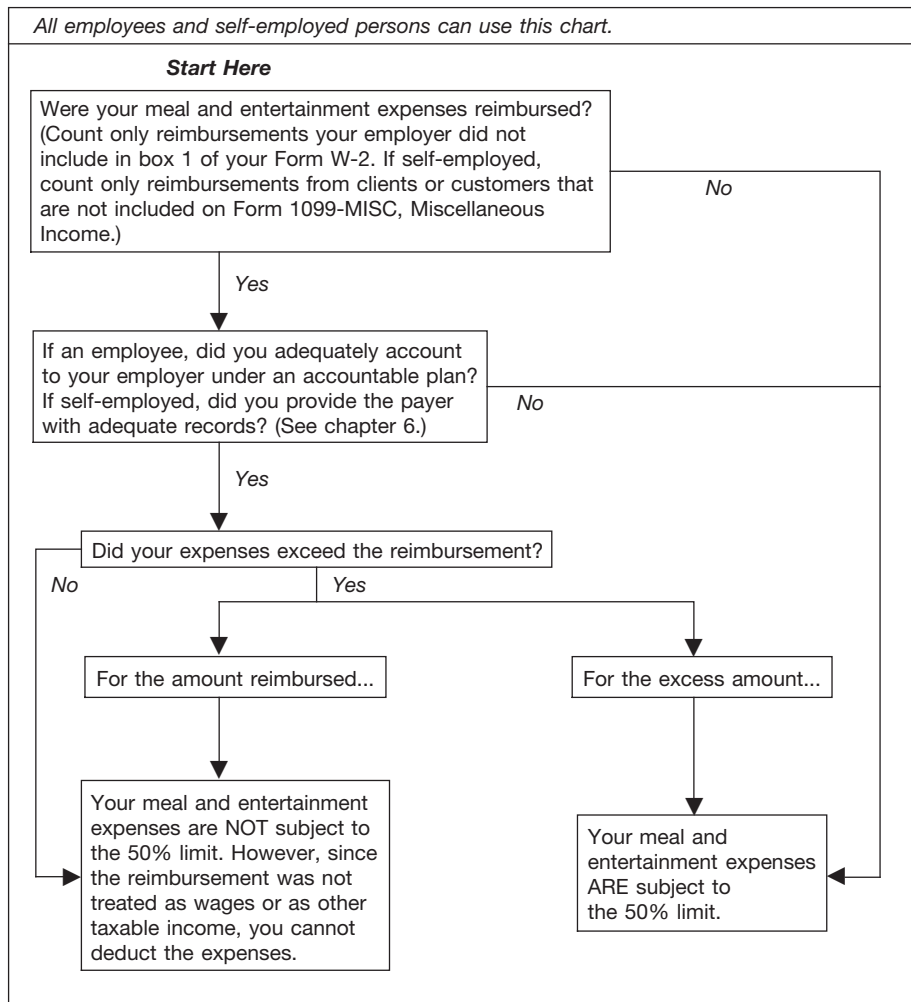 All employees and self-employed persons can use this chart.
Start Here
Were your meal and entertainment expenses reimbursed?
(Count only reimbursements your employer did not
include in box 1 of your Form W-2. If self-employed,
count only reimbursements from clients or customers that
are not included on Form 1099-MISC, Miscellaneous
Income.)
No
Yes
If an employee, did you adequately account
to your employer under an accountable plan?
If self-employed, did you provide the payer
with adequate records? (See chapter 6.)
No
Yes
Did your expenses exceed the reimbursement?
No
Yes
For the amount reimbursed...
For the excess amount...
Your meal and entertainment
expenses are NOT subject to
the 50% limit. However, since
the reimbursement was not
treated as wages or as other
taxable income, you cannot
deduct the expenses.
Your meal and
entertainment expenses
ARE subject to
the 50% limit.